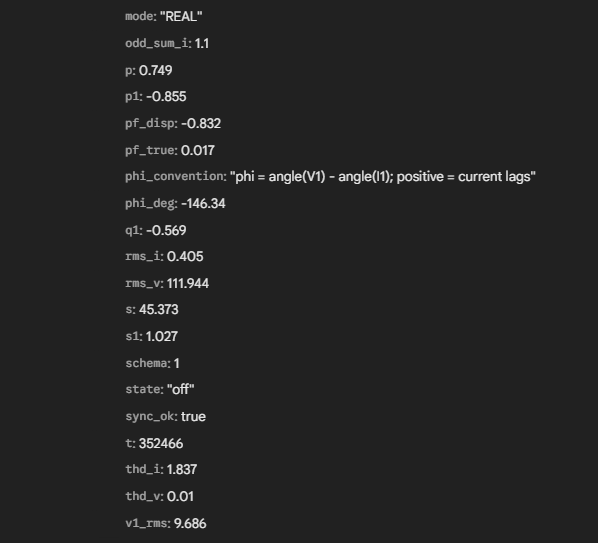 mode: "REAL"
odd_sum_i: 1.1
p: 0.749
p1: -0.855
pf_disp: -0.832
pf_true: 0.017
phi_convention: "phi = angle(V1) - angle(I1); positive = current lags"
phi_deg: -146.34
q1: -0.569
rms_i: 0.405
rms_v: 111.944
s: 45.373
s1: 1.027
schema: 1
state: "off"
sync_ok: true
t: 352466
thd_i: 1.837
thd_v: 0.01
v1_rms: 9.686